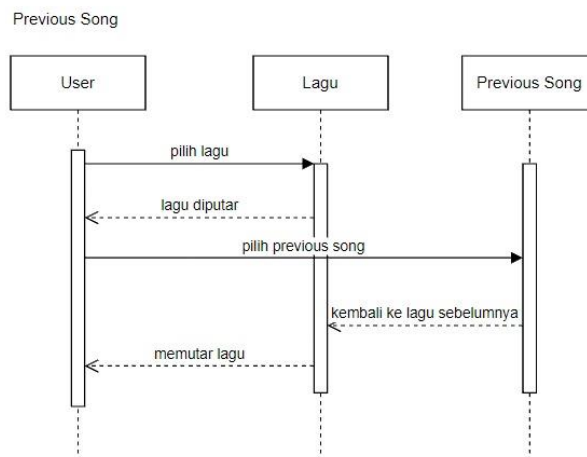 Previous Song
User
Lagu
Previous Song
pilih lagu
lagu diputar
pilih previous song
kembali ke lagu sebelumnya
memutar lagu